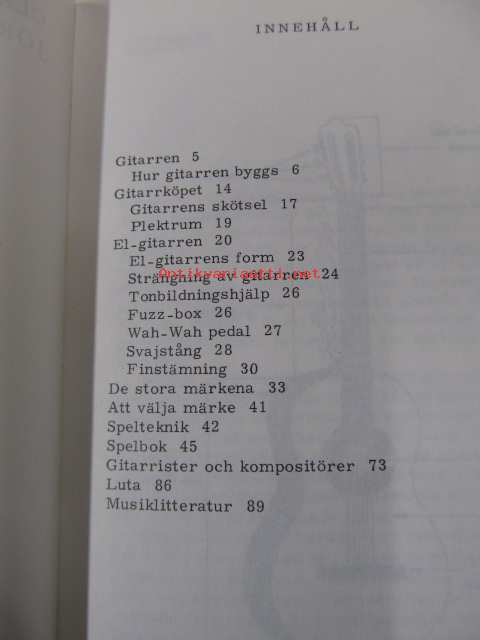 INNEHÅLL
Gitarren 5
Hur gitarren byggs 6
Gitarrköpet 14
Gitarrens skötsel 17
Plektrum 19
El-gitarren 20
El-gitarrens form 23
Strängning av gitarren 24
Antikvariaatti.net
Tonbildningshjälp 26
Fuzz-box 26
Wah-Wah pedal 27
Svajstång 28
Finstämning 30
De stora märkena 33
Att välja märke 41
Spelteknik 42
Spelbok 45
Gitarrister och kompositörer 73
Luta 86
Musiklitteratur 89